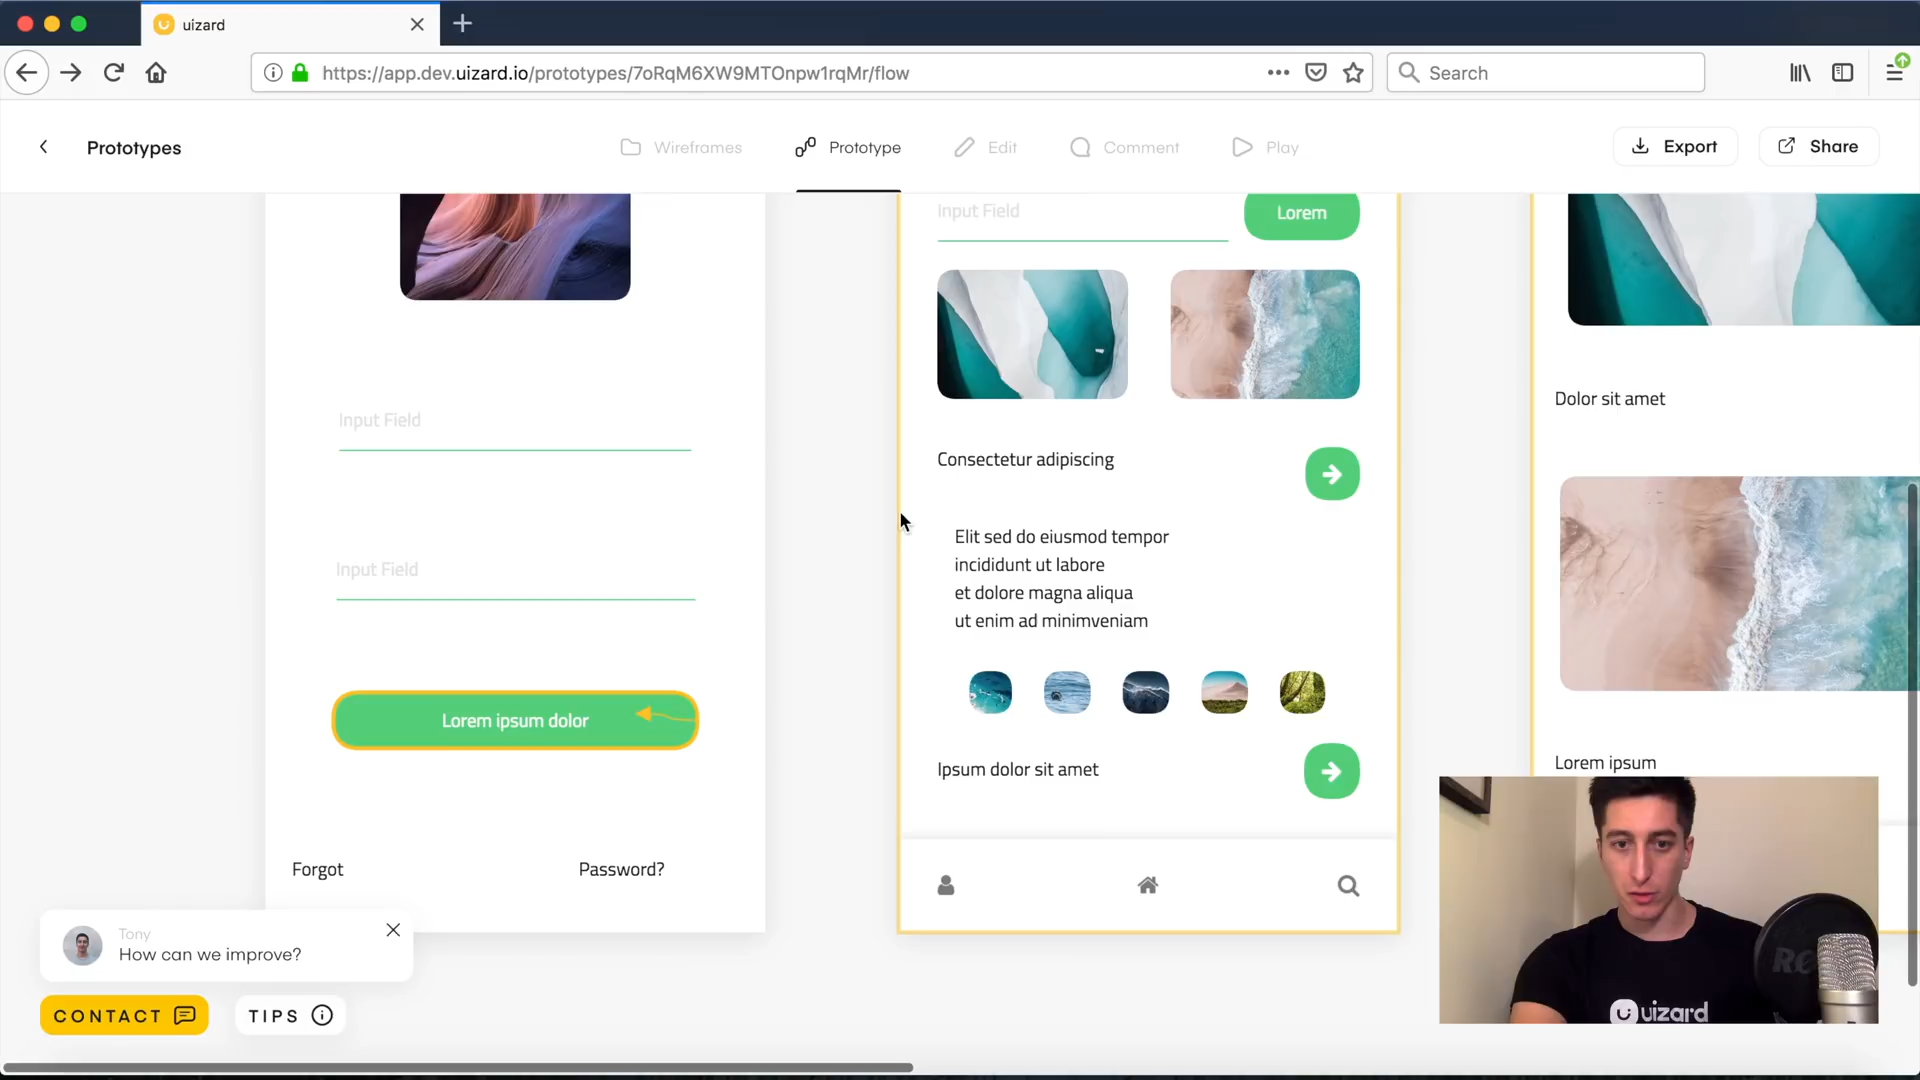 uizard
https://app.dev.uizard.io/prototypes/7oRqM6XW9MTOnpw1rqMr/flow
Search
Prototypes
Wireframes
Prototype
Edit
Comment
Play
Export
Share
Input Field
Lorem
Input Field
Dolor sit amet
Consectetur adipiscing
Elit sed do eiusmod tempor
incididunt ut labore
et dolore magna aliqua
ut enim ad minimveniam
Input Field
Lorem ipsum dolor
Ipsum dolor sit amet
Lorem ipsum
Forgot
Password?
Tony
How can we improve?
CONTACT
TIPS
uizard